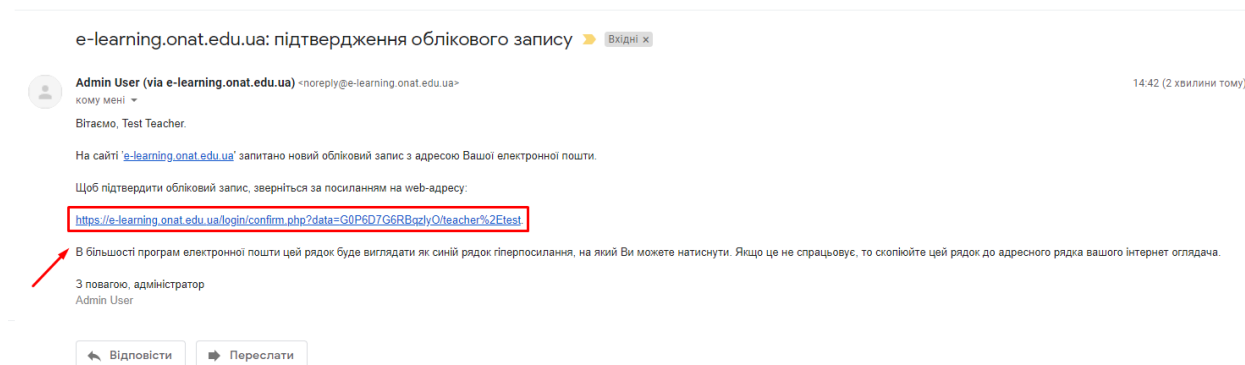 e-learning.onat.edu.ua: підтвердження облікового запису Вхідні x
Admin User (via e-learning.onat.edu.ua) <noreply@e-learning.onat.edu.ua> 14:42 (2 хвилини тому)
кому мені
Вітаємо, Test Teacher.
На сайті 'e-learning.onat.edu.ua' запитано новий обліковий запис з адресою Вашої електронної пошти.
Щоб підтвердити обліковий запис, зверніться за посиланням на web-адресу:
https://e-learning.onat.edu.ua/login/confirm.php?data=G0P6D7G6RBqzlyO/teacher%2Etest.
В більшості програм електронної пошти цей рядок буде виглядати як синій рядок гіперпосилання, на який Ви можете натиснути. Якщо це не спрацьовує, то скопіюйте цей рядок до адресного рядка вашого інтернет оглядача.
З повагою, адміністратор
Admin User
Відповісти Переслати